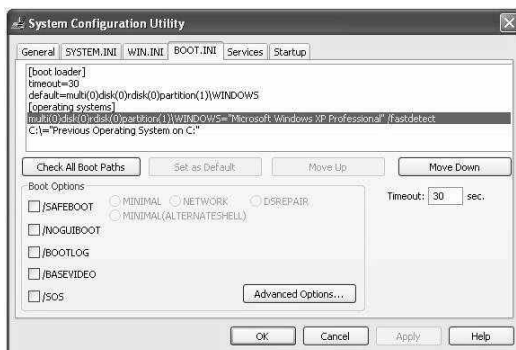 System Configuration Utility
General SYSTEM.INI WIN.INI BOOT.INI Services Startup
[boot loader]
timeout=30
default=multi(0)disk(0)rdisk(0)partition(1)\WINDOWS
[operating systems]
multi(0)disk(0)rdisk(0)partition(1)\WINDOWS="Microsoft Windows XP Professional" /fastdetect
C:\="Previous Operating System on C:"
Check All Boot Paths Set as Default Move Up Move Down
Boot Options
Timeout: 30 sec.
/SAFEBOOT MINIMAL NETWORK DSREPAIR
MINIMAL(ALTERNATESHELL)
/NOGUIBOOT
/BOOTLOG
/BASEVIDEO
/SOS
Advanced Options...
OK Cancel Apply Help